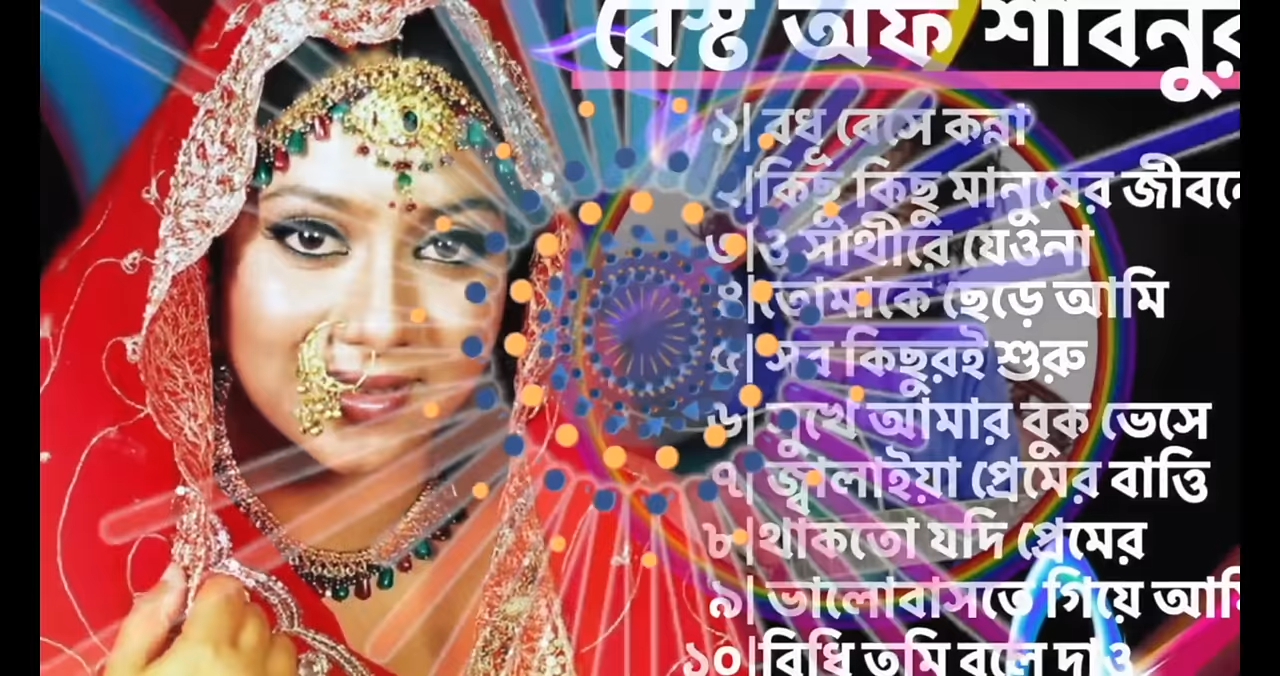 বেস্ট অফ শাবনুর
১| বধূ বেসে কন্না
২|কিছু কিছু মানুষের জীবনে
৩|ও সাথীরে যেওনা
৪|তোমাকে ছেড়ে আমি
৫|সব কিছুরই শুরু
৬| দুখে আমার বুক ভেসে
৭| জ্বালাইয়া প্রেমের বাত্তি
৮|থাকতো যদি প্রেমের
৯| ভালোবাসতে গিয়ে আমি
১০|বিধি তুমি বলে দাও